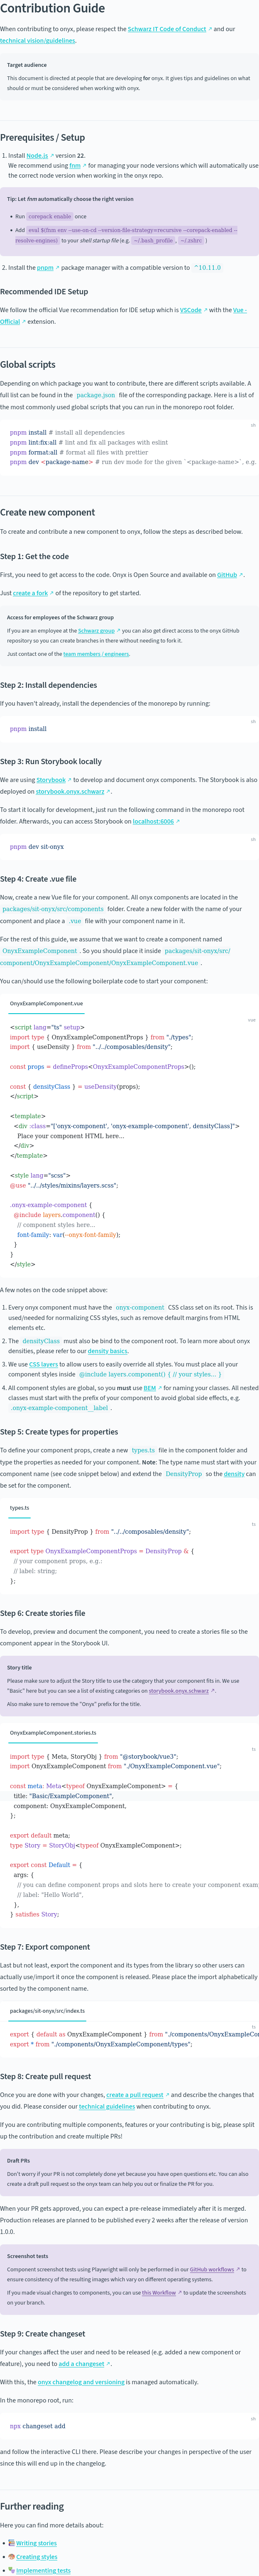 Contribution Guide
When contributing to onyx, please respect the Schwarz IT Code of Conduct ↗ and our
technical vision/guidelines.
Target audience
This document is directed at people that are developing for onyx. It gives tips and guidelines on what
should or must be considered when working with onyx.
Prerequisites / Setup
1. Install Node.js ↗ version 22.
We recommend using fnm ↗ for managing your node versions which will automatically use
the correct node version when working in the onyx repo.
Tip: Let fnm automatically choose the right version
• Run corepack enable once
• Add eval $(fnm env --use-on-cd --version-file-strategy=recursive --corepack-enabled --
resolve-engines) to your shell startup file (e.g. ~/.bash_profile , ~/.zshrc )
2. Install the pnpm ↗ package manager with a compatible version to ^10.11.0
Recommended IDE Setup
We follow the official Vue recommendation for IDE setup which is VSCode ↗ with the Vue -
Official ↗ extension.
Global scripts
Depending on which package you want to contribute, there are different scripts available. A
full list can be found in the package.json file of the corresponding package. Here is a list of
the most commonly used global scripts that you can run in the monorepo root folder.
sh
pnpm install # install all dependencies
pnpm lint:fix:all # lint and fix all packages with eslint
pnpm format:all # format all files with prettier
pnpm dev <package-name> # run dev mode for the given `<package-name>`, e.g.
Create new component
To create and contribute a new component to onyx, follow the steps as described below.
Step 1: Get the code
First, you need to get access to the code. Onyx is Open Source and available on GitHub ↗.
Just create a fork ↗ of the repository to get started.
Access for employees of the Schwarz group
If you are an employee at the Schwarz group ↗ you can also get direct access to the onyx GitHub
repository so you can create branches in there without needing to fork it.
Just contact one of the team members / engineers.
Step 2: Install dependencies
If you haven't already, install the dependencies of the monorepo by running:
sh
pnpm install
Step 3: Run Storybook locally
We are using Storybook ↗ to develop and document onyx components. The Storybook is also
deployed on storybook.onyx.schwarz ↗.
To start it locally for development, just run the following command in the monorepo root
folder. Afterwards, you can access Storybook on localhost:6006 ↗
sh
pnpm dev sit-onyx
Step 4: Create .vue file
Now, create a new Vue file for your component. All onyx components are located in the
packages/sit-onyx/src/components folder. Create a new folder with the name of your
component and place a .vue file with your component name in it.
For the rest of this guide, we assume that we want to create a component named
OnyxExampleComponent . So you should place it inside packages/sit-onyx/src/
components/OnyxExampleComponent/OnyxExampleComponent.vue .
You can/should use the following boilerplate code to start your component:
OnyxExampleComponent.vue
vue
<script lang="ts" setup>
import type { OnyxExampleComponentProps } from "./types";
import { useDensity } from "../../composables/density";
const props = defineProps<OnyxExampleComponentProps>();
const { densityClass } = useDensity(props);
</script>
<template>
<div :class="['onyx-component', 'onyx-example-component', densityClass]">
Place your component HTML here...
</div>
</template>
<style lang="scss">
@use "../../styles/mixins/layers.scss";
.onyx-example-component {
@include layers.component() {
// component styles here...
font-family: var(--onyx-font-family);
}
}
</style>
A few notes on the code snippet above:
1. Every onyx component must have the onyx-component CSS class set on its root. This is
used/needed for normalizing CSS styles, such as remove default margins from HTML
elements etc.
2. The densityClass must also be bind to the component root. To learn more about onyx
densities, please refer to our density basics.
3. We use CSS layers to allow users to easily override all styles. You must place all your
component styles inside @include layers.component() { // your styles... }
4. All component styles are global, so you must use BEM ↗ for naming your classes. All nested
classes must start with the prefix of your component to avoid global side effects, e.g.
.onyx-example-component__label .
Step 5: Create types for properties
To define your component props, create a new types.ts file in the component folder and
type the properties as needed for your component. Note: The type name must start with your
component name (see code snippet below) and extend the DensityProp so the density can
be set for the component.
types.ts
ts
import type { DensityProp } from "../../composables/density";
export type OnyxExampleComponentProps = DensityProp & {
// your component props, e.g.:
// label: string;
};
Step 6: Create stories file
To develop, preview and document the component, you need to create a stories file so the
component will appear in the Storybook UI.
Story title
Please make sure to adjust the Story title to use the category that your component fits in. We use
"Basic" here but you can see a list of existing categories on storybook.onyx.schwarz ↗.
Also make sure to remove the "Onyx" prefix for the title.
OnyxExampleComponent.stories.ts
ts
import type { Meta, StoryObj } from "@storybook/vue3";
import OnyxExampleComponent from "./OnyxExampleComponent.vue";
const meta: Meta<typeof OnyxExampleComponent> = {
title: "Basic/ExampleComponent",
component: OnyxExampleComponent,
};
export default meta;
type Story = StoryObj<typeof OnyxExampleComponent>;
export const Default = {
args: {
// you can define component props and slots here to create your component exam
// label: "Hello World",
},
} satisfies Story;
Step 7: Export component
Last but not least, export the component and its types from the library so other users can
actually use/import it once the component is released. Please place the import alphabetically
sorted by the component name.
packages/sit-onyx/src/index.ts
ts
export { default as OnyxExampleComponent } from "./components/OnyxExampleCo
export * from "./components/OnyxExampleComponent/types";
Step 8: Create pull request
Once you are done with your changes, create a pull request ↗ and describe the changes that
you did. Please consider our technical guidelines when contributing to onyx.
If you are contributing multiple components, features or your contributing is big, please split
up the contribution and create multiple PRs!
Draft PRs
Don't worry if your PR is not completely done yet because you have open questions etc. You can also
create a draft pull request so the onyx team can help you out or finalize the PR for you.
When your PR gets approved, you can expect a pre-release immediately after it is merged.
Production releases are planned to be published every 2 weeks after the release of version
1.0.0.
Screenshot tests
Component screenshot tests using Playwright will only be performed in our GitHub workflows ↗ to
ensure consistency of the resulting images which vary on different operating systems.
If you made visual changes to components, you can use this Workflow ↗ to update the screenshots
on your branch.
Step 9: Create changeset
If your changes affect the user and need to be released (e.g. added a new component or
feature), you need to add a changeset ↗.
With this, the onyx changelog and versioning is managed automatically.
In the monorepo root, run:
sh
npx changeset add
and follow the interactive CLI there. Please describe your changes in perspective of the user
since this will end up in the changelog.
Further reading
Here you can find more details about:
• 📚 Writing stories
• 🎨 Creating styles
• 🎭 Implementing tests